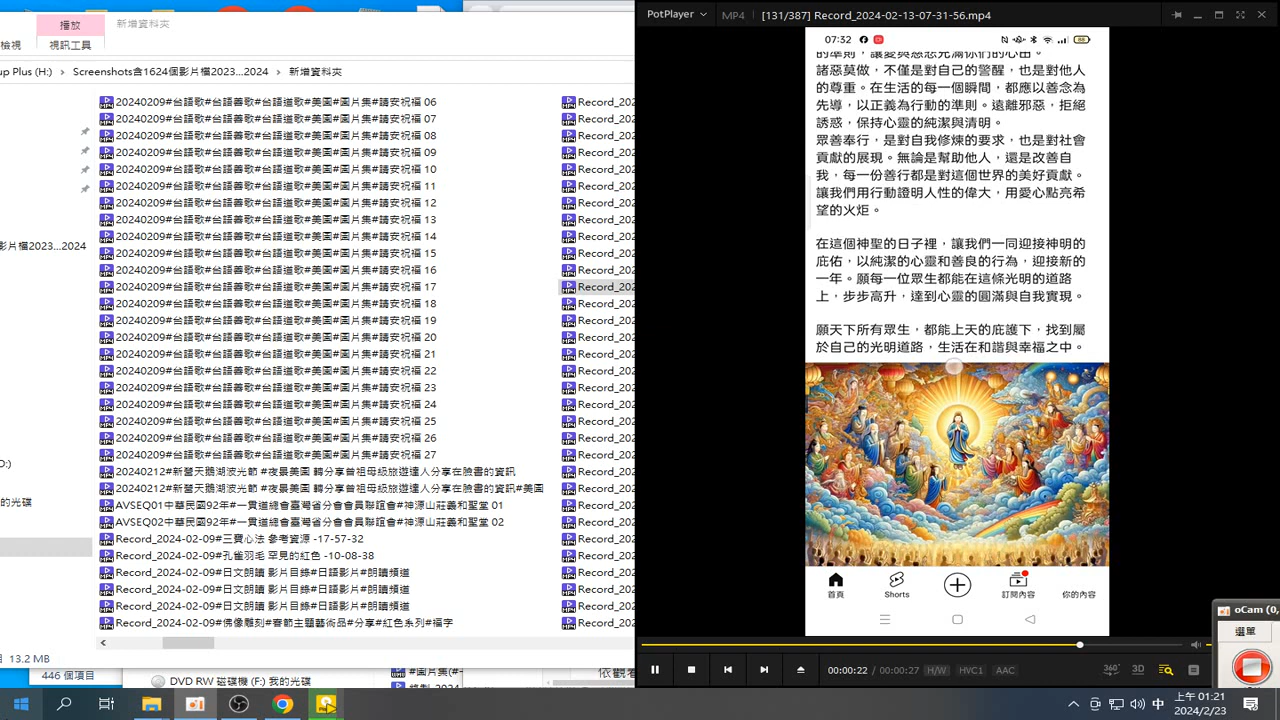 播放
新增資料夾
檢視
視訊工具
up Plus (H:) › Screenshots含1624個影片檔2023...2024 › 新增資料夾
影片檔2023...2024
的光碟
20240209#台語歌#台語善歌#台語道歌#美圖#圖片集#請安祝福 06
20240209#台語歌#台語善歌#台語道歌#美圖#圖片集#請安祝福 07
20240209#台語歌#台語善歌#台語道歌#美圖#圖片集#請安祝福 08
20240209#台語歌#台語善歌#台語道歌#美圖#圖片集#請安祝福 09
20240209#台語歌#台語善歌#台語道歌#美圖#圖片集#請安祝福 10
20240209#台語歌#台語善歌#台語道歌#美圖#圖片集#請安祝福 11
20240209#台語歌#台語善歌#台語道歌#美圖#圖片集#請安祝福 12
20240209#台語歌#台語善歌#台語道歌#美圖#圖片集#請安祝福 13
20240209#台語歌#台語善歌#台語道歌#美圖#圖片集#請安祝福 14
20240209#台語歌#台語善歌#台語道歌#美圖#圖片集#請安祝福 15
20240209#台語歌#台語善歌#台語道歌#美圖#圖片集#請安祝福 16
20240209#台語歌#台語善歌#台語道歌#美圖#圖片集#請安祝福 17
20240209#台語歌#台語善歌#台語道歌#美圖#圖片集#請安祝福 18
20240209#台語歌#台語善歌#台語道歌#美圖#圖片集#請安祝福 19
20240209#台語歌#台語善歌#台語道歌#美圖#圖片集#請安祝福 20
20240209#台語歌#台語善歌#台語道歌#美圖#圖片集#請安祝福 21
20240209#台語歌#台語善歌#台語道歌#美圖#圖片集#請安祝福 22
20240209#台語歌#台語善歌#台語道歌#美圖#圖片集#請安祝福 23
20240209#台語歌#台語善歌#台語道歌#美圖#圖片集#請安祝福 24
20240209#台語歌#台語善歌#台語道歌#美圖#圖片集#請安祝福 25
20240209#台語歌#台語善歌#台語道歌#美圖#圖片集#請安祝福 26
20240209#台語歌#台語善歌#台語道歌#美圖#圖片集#請安祝福 27
20240212#新營天鵝湖波光節 #夜景美圖 轉分享曾祖母級旅遊達人分享在臉書的資訊
20240212#新營天鵝湖波光節 #夜景美圖 轉分享曾祖母級旅遊達人分享在臉書的資訊#美圖
AVSEQ01中華民國92年#一貫道總會臺灣省分會會員聯誼會#神源山莊義和聖堂 01
AVSEQ02中華民國92年#一貫道總會臺灣省分會會員聯誼會#神源山莊義和聖堂 02
Record_2024-02-09#三寶心法 參考資源 -17-57-32
Record_2024-02-09#孔雀羽毛 罕見的紅色 -10-08-38
Record_2024-02-09#日文朗讀 影片目錄#日語影片#朗讀頻道
Record_2024-02-09#日文朗讀 影片目錄#日語影片#朗讀頻道
Record_2024-02-09#日文朗讀 影片目錄#日語影片#朗讀頻道
Record_2024-02-09#佛像雕刻#春節主題藝術品#分享#紅色系列#福字
13.2 MB
446 個項目
DVD RW 磁碟機 (F:) 我的光碟
#圖片集(#
PotPlayer
MP4
[131/387] Record_2024-02-13-07-31-56.mp4
07:32
88
的準則，讓愛與慈悲充滿你們的心田。
諸惡莫做，不僅是對自己的警醒，也是對他人
的尊重。在生活的每一個瞬間，都應以善念為
先導，以正義為行動的準則。遠離邪惡，拒絕
誘惑，保持心靈的純潔與清明。
眾善奉行，是對自我修煉的要求，也是對社會
貢獻的展現。無論是幫助他人，還是改善自
我，每一份善行都是對這個世界的美好貢獻。
讓我們用行動證明人性的偉大，用愛心點亮希
望的火炬。
在這個神聖的日子裡，讓我們一同迎接神明的
庇佑，以純潔的心靈和善良的行為，迎接新的
一年。願每一位眾生都能在這條光明的道路
上，步步高升，達到心靈的圓滿與自我實現。
願天下所有眾生，都能上天的庇護下，找到屬
於自己的光明道路，生活在和諧與幸福之中。
首頁
Shorts
訂閱內容
你的內容
00:00:22 / 00:00:27
H/W
HVC1
AAC
360°
3D
oCam (0,
選單
中
上午 01:21
2024/2/23